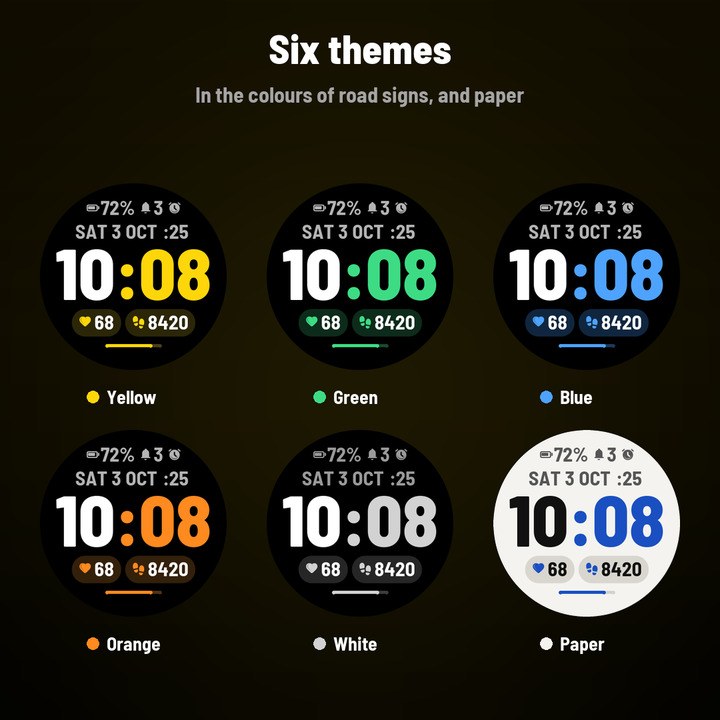 Six themes
In the colours of road signs, and paper
72% 3
SAT 3 OCT :25
10:08
68 8420
Yellow
72% 3
SAT 3 OCT :25
10:08
68 8420
Green
72% 3
SAT 3 OCT :25
10:08
68 8420
Blue
72% 3
SAT 3 OCT :25
10:08
68 8420
Orange
72% 3
SAT 3 OCT :25
10:08
68 8420
White
72% 3
SAT 3 OCT :25
10:08
68 8420
Paper